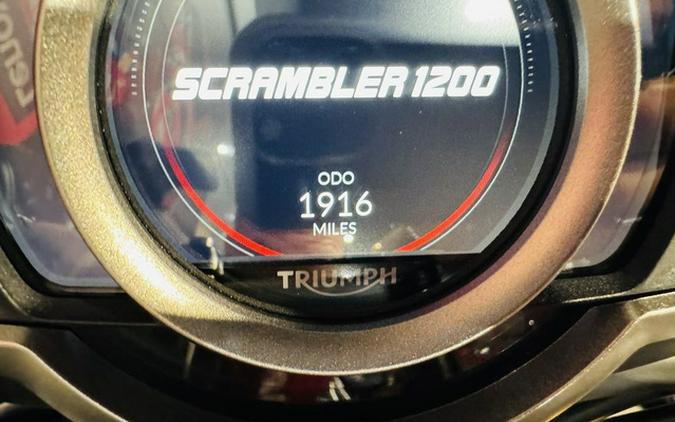 SCRAMBLER 1200
ODO
1916
MILES
TRIUMPH